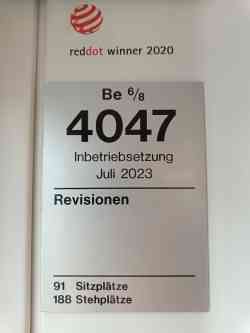 reddot winner 2020
Be 6/8
4047
Inbetriebsetzung
Juli 2023
Revisionen
91 Sitzplätze
188 Stehplätze